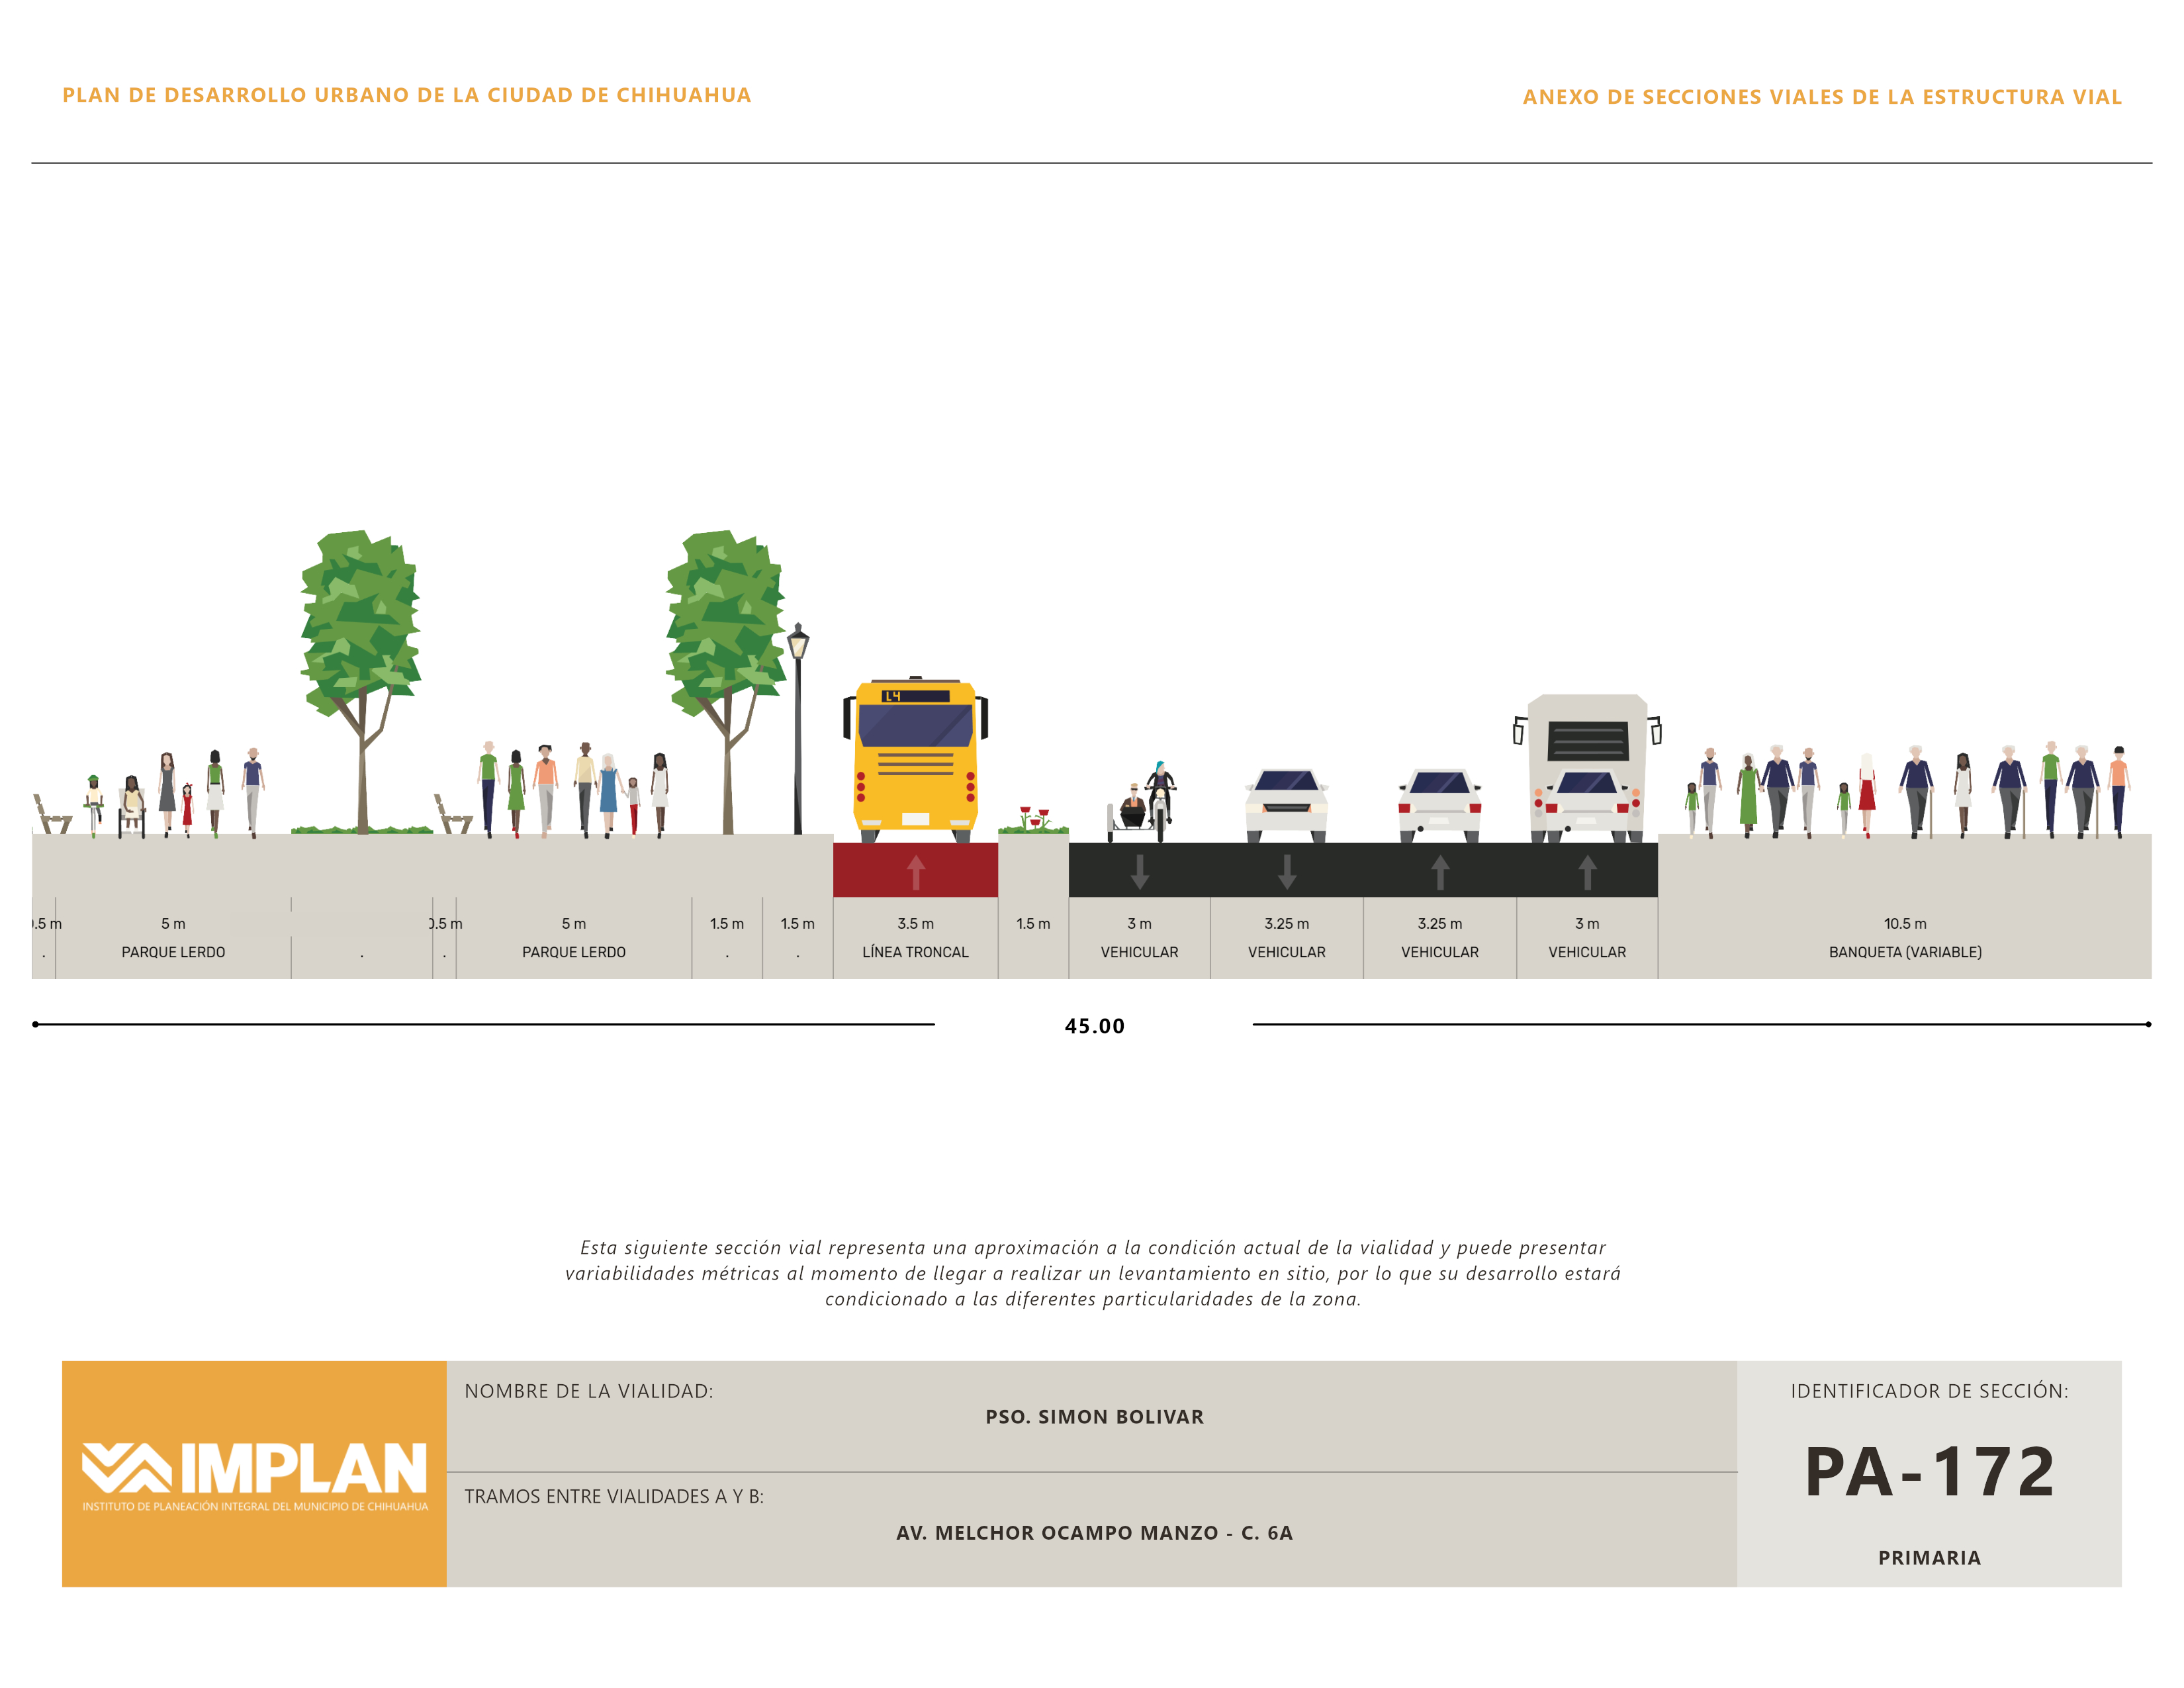 PLAN DE DESARROLLO URBANO DE LA CIUDAD DE CHIHUAHUA
ANEXO DE SECCIONES VIALES DE LA ESTRUCTURA VIAL
L4
.5 m 5 m 0.5 m 5 m 1.5 m 1.5 m 3.5 m 1.5 m 3 m 3.25 m 3.25 m 3 m 10.5 m
. PARQUE LERDO . . PARQUE LERDO . . LÍNEA TRONCAL VEHICULAR VEHICULAR VEHICULAR VEHICULAR BANQUETA (VARIABLE)
45.00
Esta siguiente sección vial representa una aproximación a la condición actual de la vialidad y puede presentar
variabilidades métricas al momento de llegar a realizar un levantamiento en sitio, por lo que su desarrollo estará
condicionado a las diferentes particularidades de la zona.
IMPLAN
INSTITUTO DE PLANEACIÓN INTEGRAL DEL MUNICIPIO DE CHIHUAHUA
NOMBRE DE LA VIALIDAD:
PSO. SIMON BOLIVAR
TRAMOS ENTRE VIALIDADES A Y B:
AV. MELCHOR OCAMPO MANZO - C. 6A
IDENTIFICADOR DE SECCIÓN:
PA-172
PRIMARIA